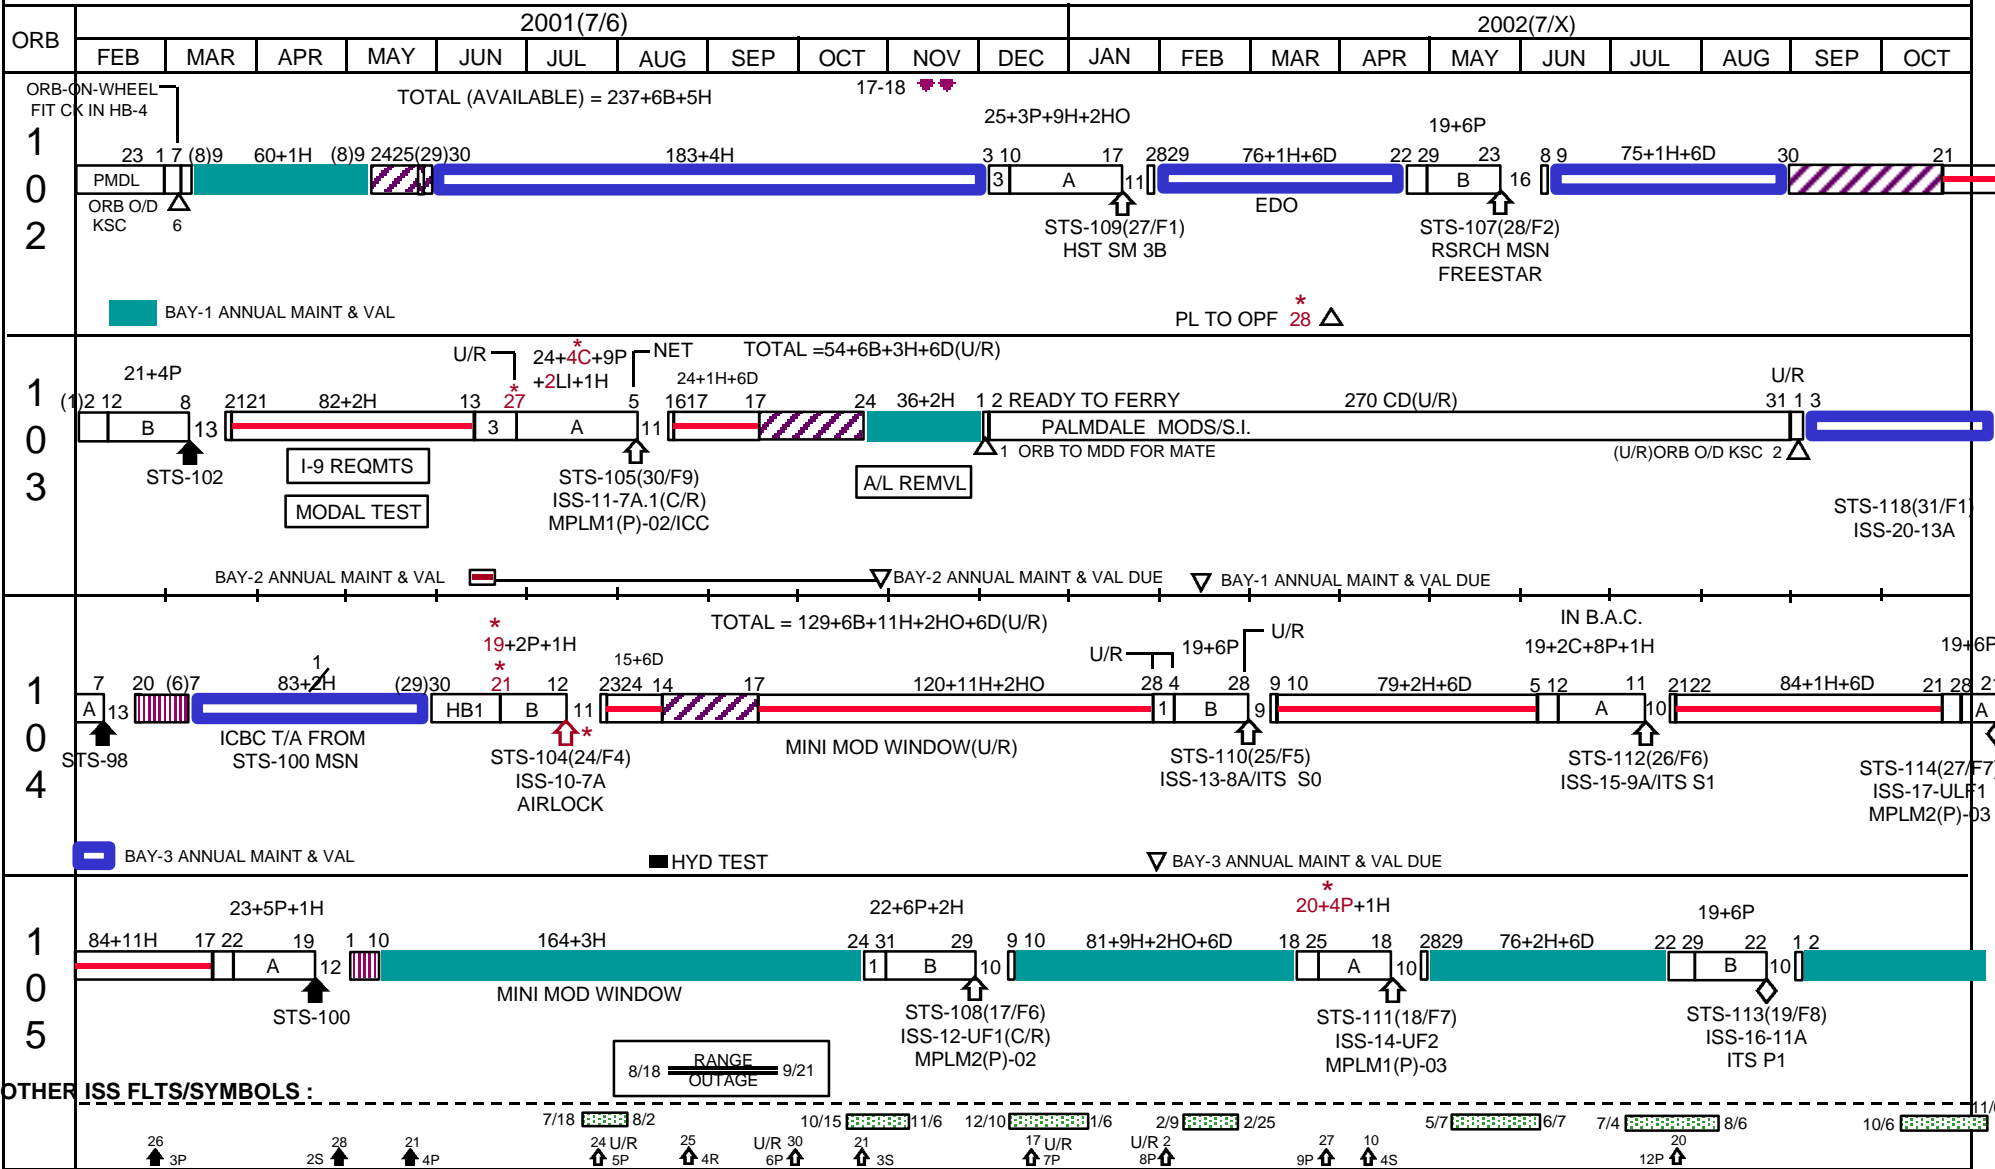 2001(7/6) 2002(7/X)
ORB
FEB MAR APR MAY JUN JUL AUG SEP OCT NOV DEC JAN FEB MAR APR MAY JUN JUL AUG SEP OCT
ORB-ON-WHEEL
FIT CK IN HB-4
TOTAL (AVAILABLE) = 237+6B+5H
17-18
25+3P+9H+2HO
19+6P
102
23 1 7 (8)9 60+1H (8)9 2425(29)30 183+4H 3 10 17 2829 76+1H+6D 22 29 23 8 9 75+1H+6D 30 21
PMDL 3 A 11 B 16
ORB O/D
KSC 6
EDO
STS-109(27/F1)
HST SM 3B
STS-107(28/F2)
RSRCH MSN
FREESTAR
BAY-1 ANNUAL MAINT & VAL
PL TO OPF * 28
103
21+4P
U/R
*
24+4C+9P
+2LI+1H
NET
TOTAL =54+6B+3H+6D(U/R)
24+1H+6D
U/R
(1)2 12 8 2121 82+2H 13 * 27 5 1617 17 24 36+2H 1 2 READY TO FERRY 270 CD(U/R) 31 1 3
B 13 3 A 11 PALMDALE MODS/S.I.
1 ORB TO MDD FOR MATE
(U/R)ORB O/D KSC 2
STS-102
I-9 REQMTS
MODAL TEST
STS-105(30/F9)
ISS-11-7A.1(C/R)
MPLM1(P)-02/ICC
A/L REMVL
STS-118(31/F1)
ISS-20-13A
BAY-2 ANNUAL MAINT & VAL
BAY-2 ANNUAL MAINT & VAL DUE
BAY-1 ANNUAL MAINT & VAL DUE
104
*
19+2P+1H
TOTAL = 129+6B+11H+2HO+6D(U/R)
U/R
IN B.A.C.
15+6D
U/R
19+6P
19+2C+8P+1H
19+6P
1
7 20 (6)7 83+2H (29)30 * 21 12 2324 14 17 120+11H+2HO 28 4 28 9 10 79+2H+6D 5 12 11 2122 84+1H+6D 21 28 21
A 13 HB1 B 11 1 B 9 A 10 A
*
STS-98
ICBC T/A FROM
STS-100 MSN
STS-104(24/F4)
ISS-10-7A
AIRLOCK
MINI MOD WINDOW(U/R)
STS-110(25/F5)
ISS-13-8A/ITS S0
STS-112(26/F6)
ISS-15-9A/ITS S1
STS-114(27/F7)
ISS-17-ULF1
MPLM2(P)-03
BAY-3 ANNUAL MAINT & VAL
HYD TEST
BAY-3 ANNUAL MAINT & VAL DUE
105
23+5P+1H
22+6P+2H
*
20+4P+1H
19+6P
84+11H 17 22 19 1 10 164+3H 24 31 29 9 10 81+9H+2HO+6D 18 25 18 2829 76+2H+6D 22 29 22 1 2
A 12 1 B 10 A 10 B 10
STS-100
MINI MOD WINDOW
STS-108(17/F6)
ISS-12-UF1(C/R)
MPLM2(P)-02
STS-111(18/F7)
ISS-14-UF2
MPLM1(P)-03
STS-113(19/F8)
ISS-16-11A
ITS P1
8/18 RANGE OUTAGE 9/21
OTHER ISS FLTS/SYMBOLS :
7/18 8/2 10/15 11/6 12/10 1/6 2/9 2/25 5/7 6/7 7/4 8/6 10/6
26 28 21 24 U/R 25 U/R 30 21 17 U/R U/R 2 27 10 20
3P 2S 4P 5P 4R 6P 3S 7P 8P 9P 4S 12P